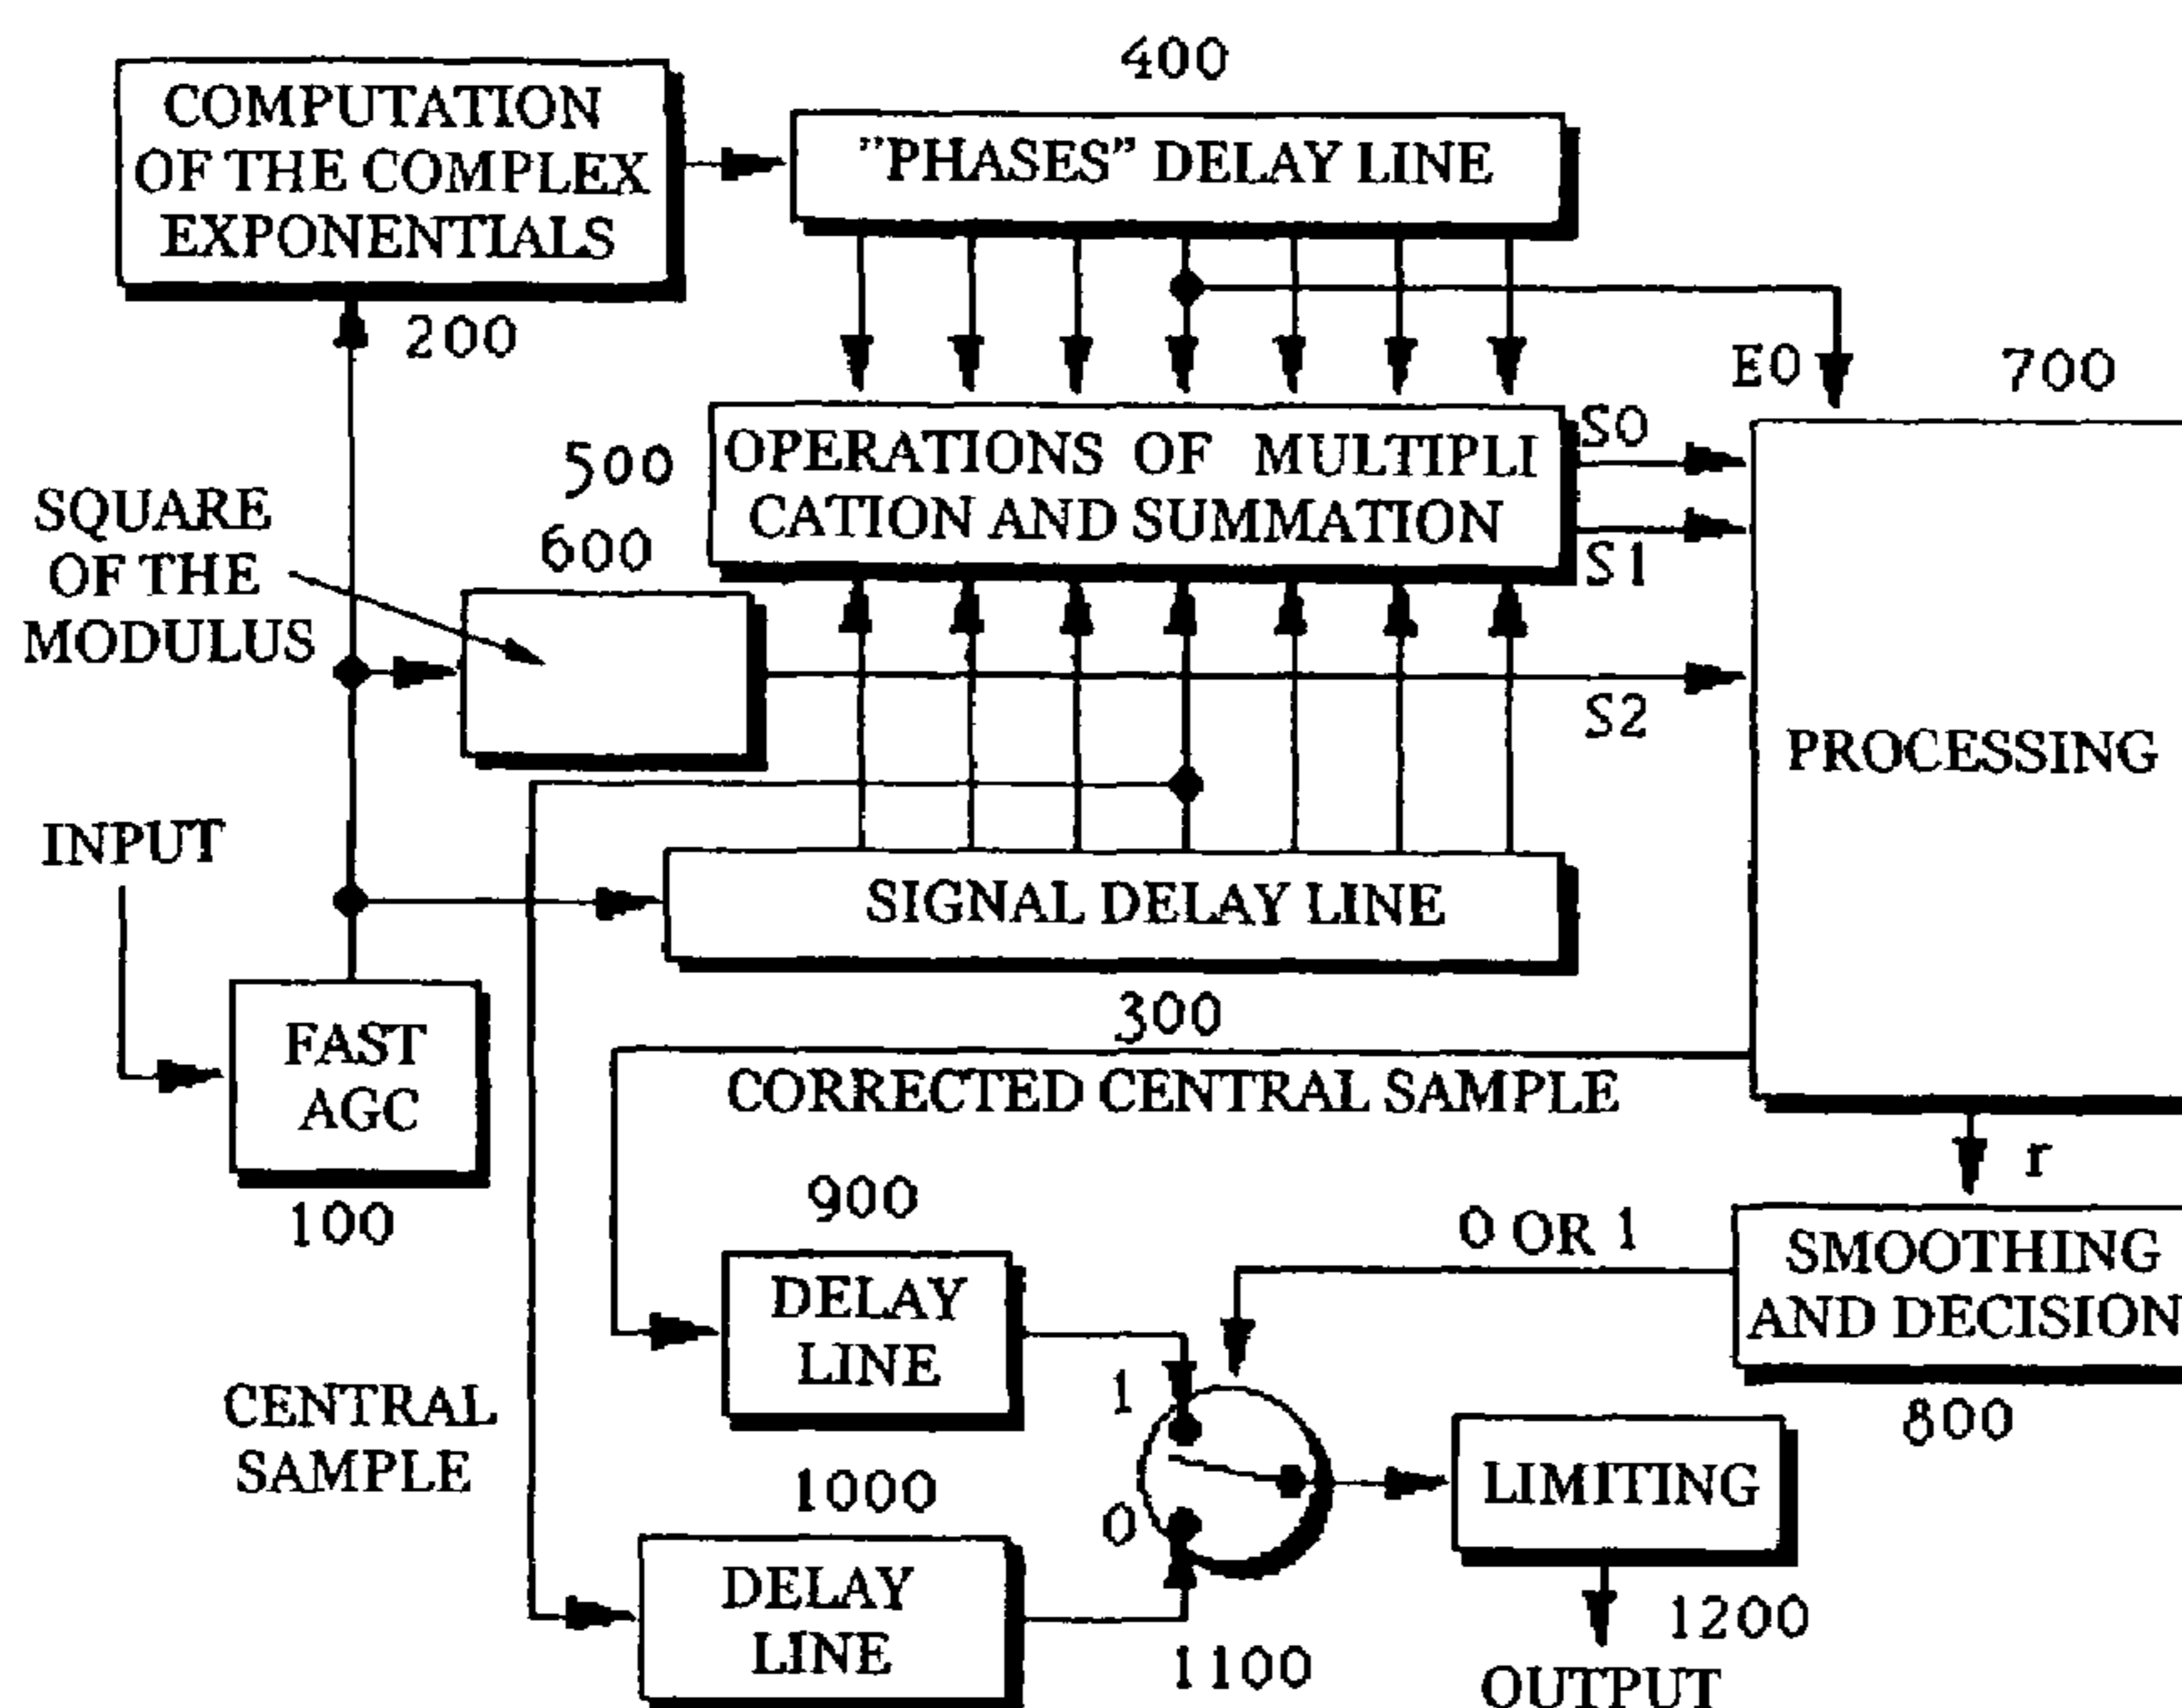 400
COMPUTATION
OF THE COMPLEX
EXPONENTIALS
"PHASES" DELAY LINE
200
E0
700
S0
500
OPERATIONS OF MULTIPLI
CATION AND SUMMATION
SQUARE
OF THE
MODULUS
600
S1
S2
PROCESSING
INPUT
SIGNAL DELAY LINE
300
FAST
AGC
CORRECTED CENTRAL SAMPLE
r
100
900
0 OR 1
SMOOTHING
AND DECISION
DELAY
LINE
1
CENTRAL
SAMPLE
800
1000
0
LIMITING
DELAY
LINE
1100
1200
OUTPUT